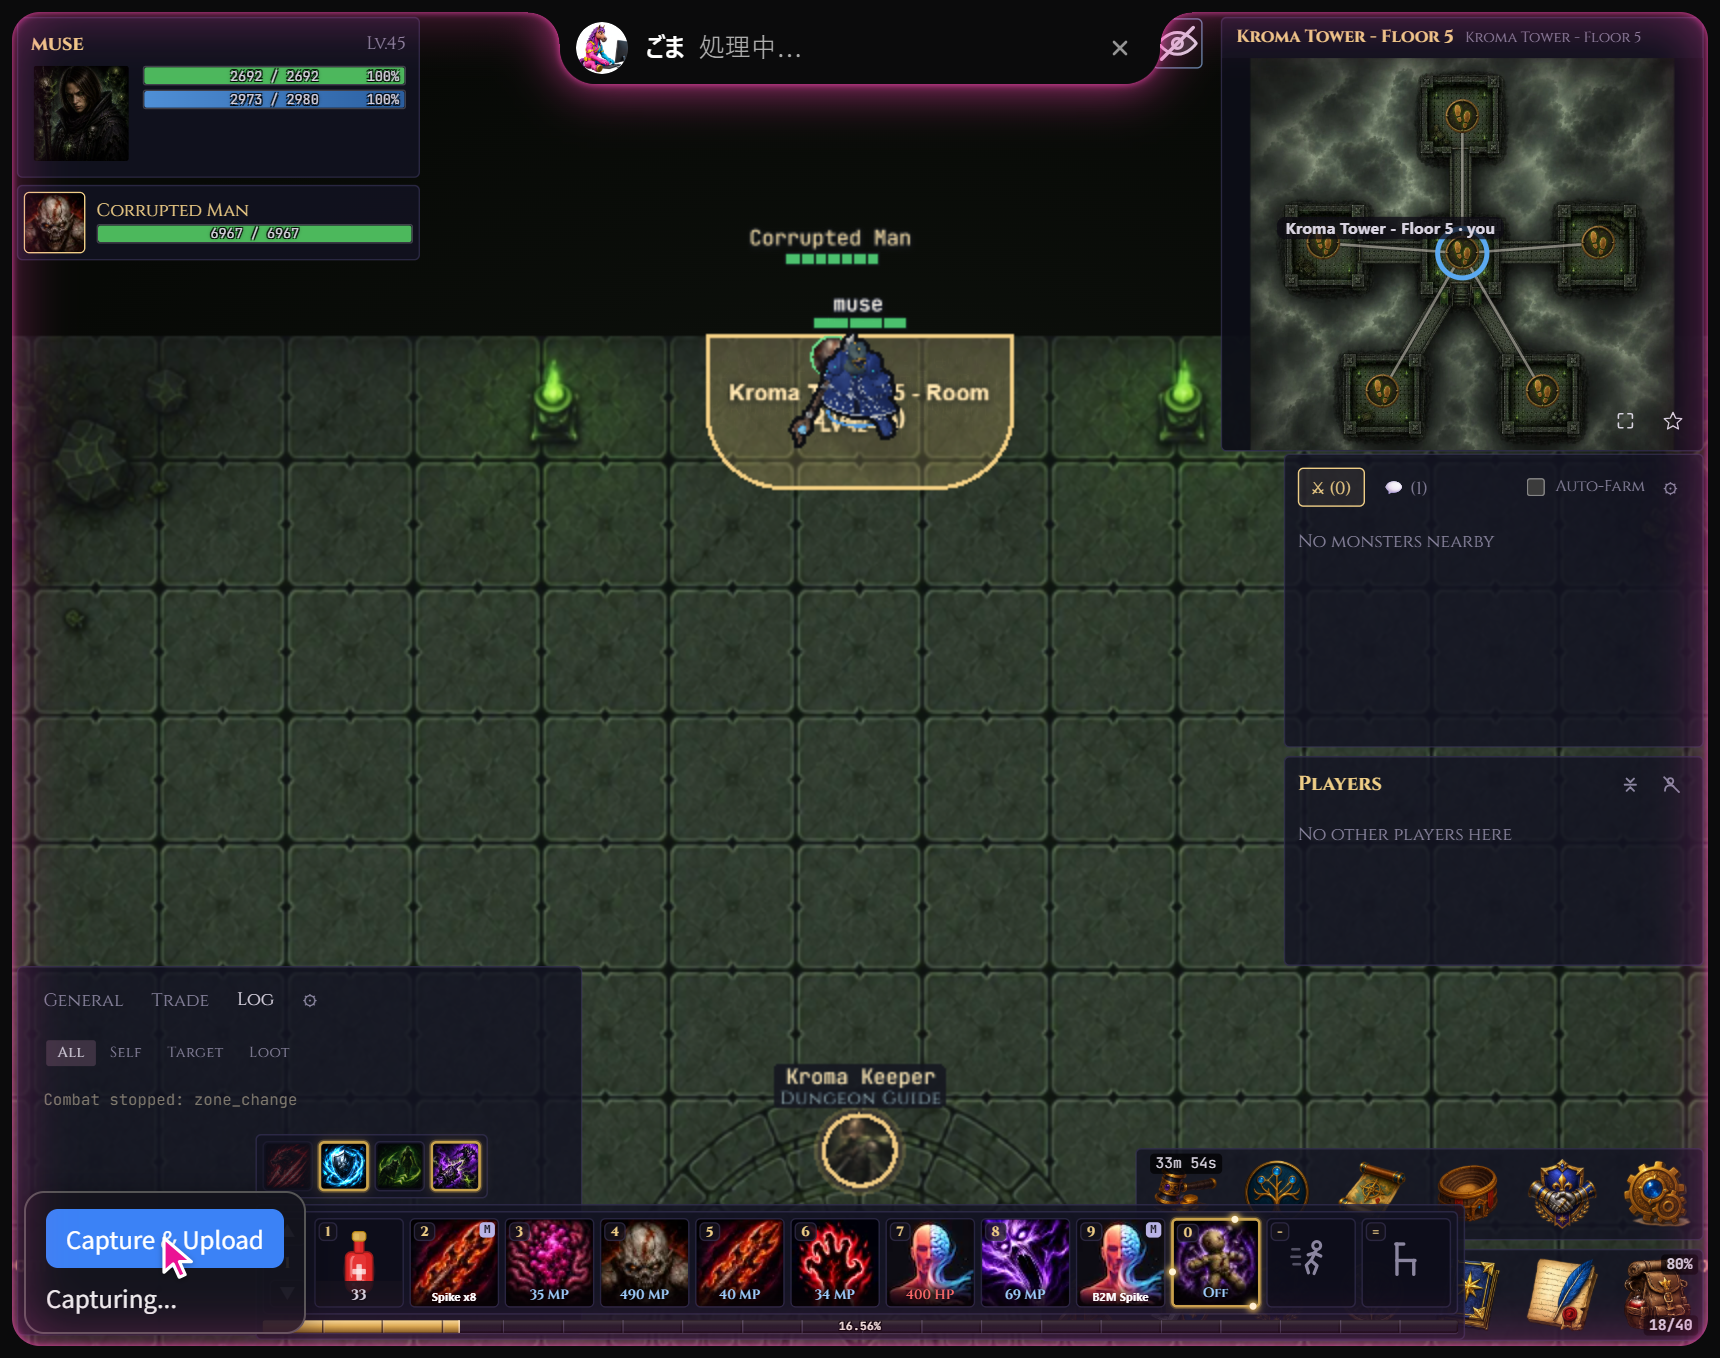 MUSE
Lv.45
2692 / 2692 100%
2973 / 2980 100%
Corrupted Man
6967 / 6967
ごま 処理中...
Kroma Tower - Floor 5 Kroma Tower - Floor 5
Kroma Tower - Floor 5 · you
Corrupted Man
muse
Kroma 5 - Room
(0)
(1)
Auto-Farm
No monsters nearby
Players
No other players here
General Trade Log
All Self Target Loot
Combat stopped: zone_change
Kroma Keeper
Dungeon Guide
33m 54s
Capture & Upload
Capturing...
1
33
2
M
Spike x8
3
35 MP
4
490 MP
5
40 MP
6
34 MP
7
400 HP
8
69 MP
9
M
B2M Spike
0
Off
-
=
80%
18/40
16.56%